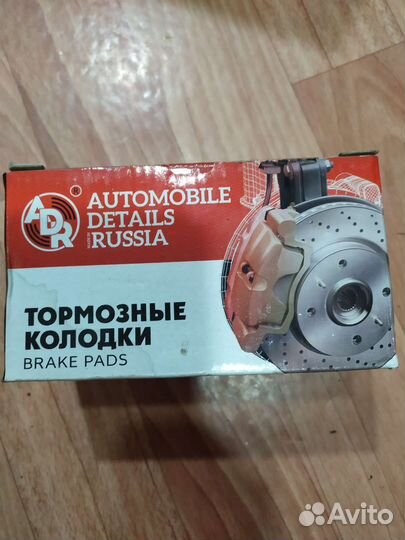 ADR
®
AUTOMOBILE
DETAILS
RUSSIA
ТОРМОЗНЫЕ
КОЛОДКИ
BRAKE PADS
Avito